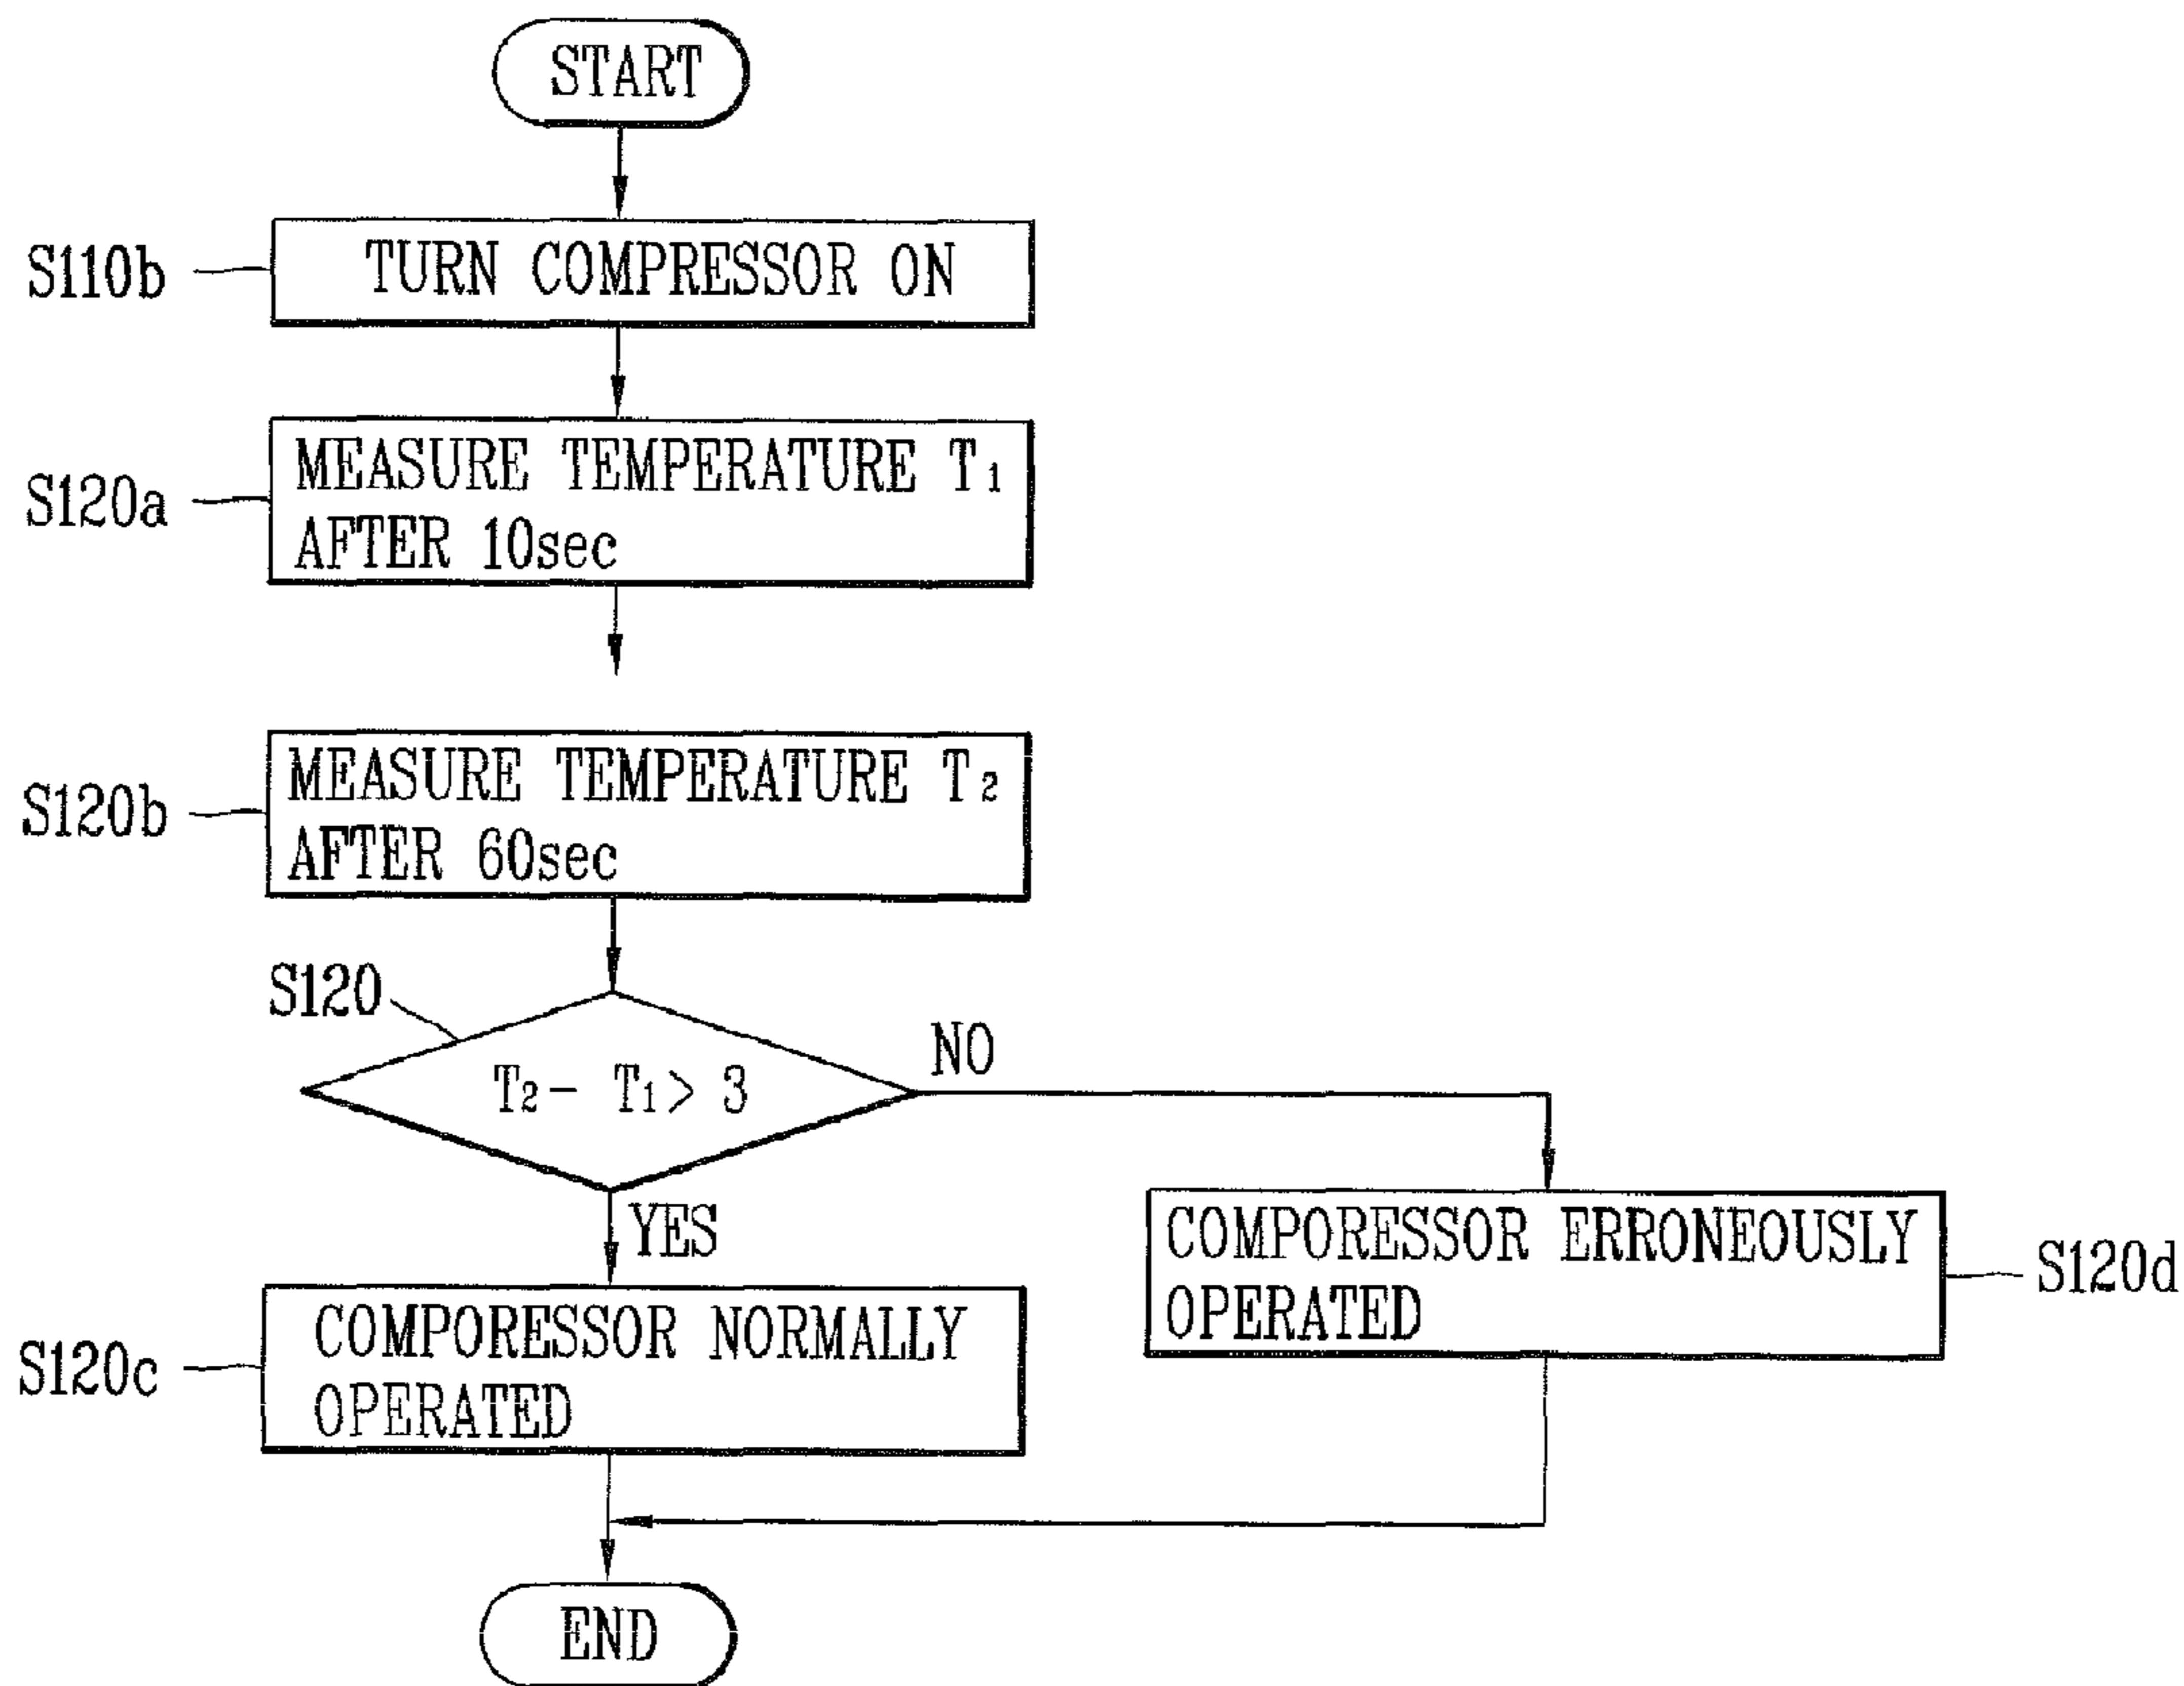 START
S110b
TURN COMPRESSOR ON
S120a
MEASURE TEMPERATURE T₁
AFTER 10sec
S120b
MEASURE TEMPERATURE T₂
AFTER 60sec
S120
T₂- T₁> 3
NO
YES
COMPORESSOR ERRONEOUSLY
OPERATED
S120d
S120c
COMPORESSOR NORMALLY
OPERATED
END